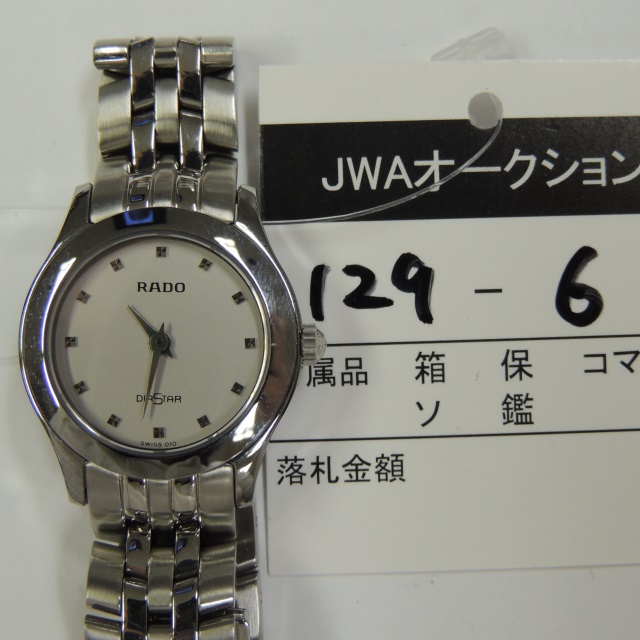 RADO
DIASTAR
SWISS 010
JWAオークション
129 - 6
属品 箱 保 コマ
ソ 鑑
落札金額